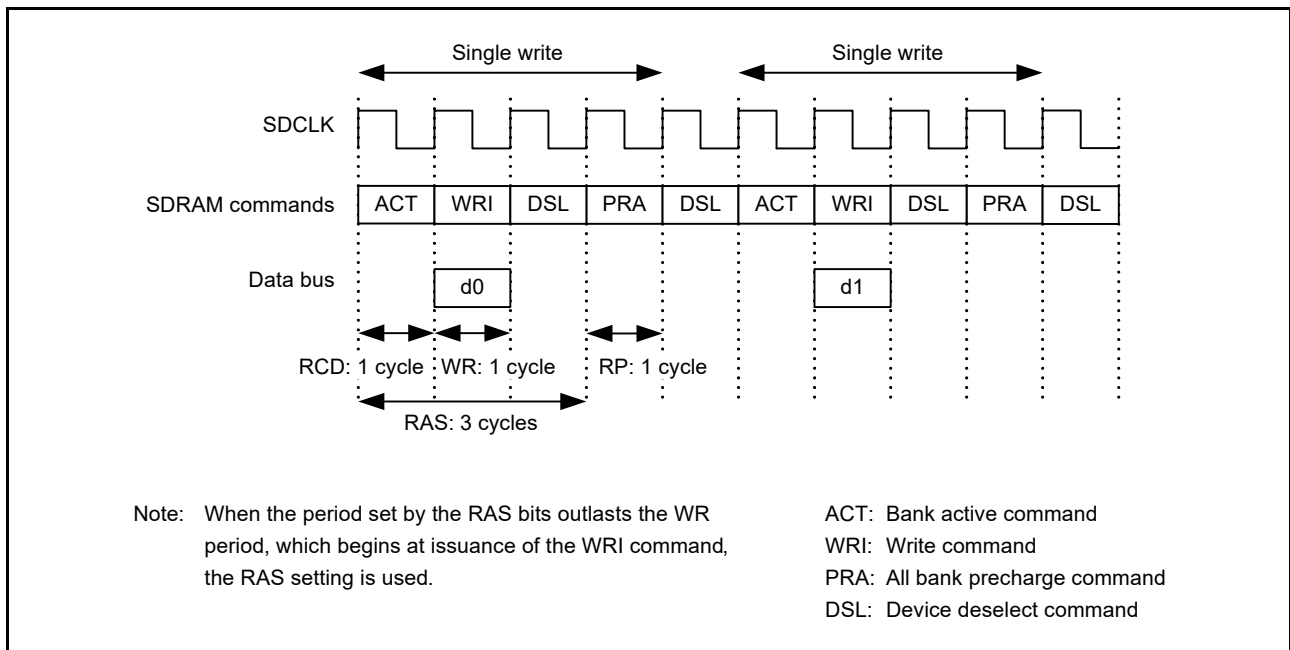 Single write Single write
SDCLK
SDRAM commands ACT WRI DSL PRA DSL ACT WRI DSL PRA DSL
Data bus d0 d1
RCD: 1 cycle WR: 1 cycle RP: 1 cycle
RAS: 3 cycles
Note: When the period set by the RAS bits outlasts the WR
period, which begins at issuance of the WRI command,
the RAS setting is used.
ACT: Bank active command
WRI: Write command
PRA: All bank precharge command
DSL: Device deselect command